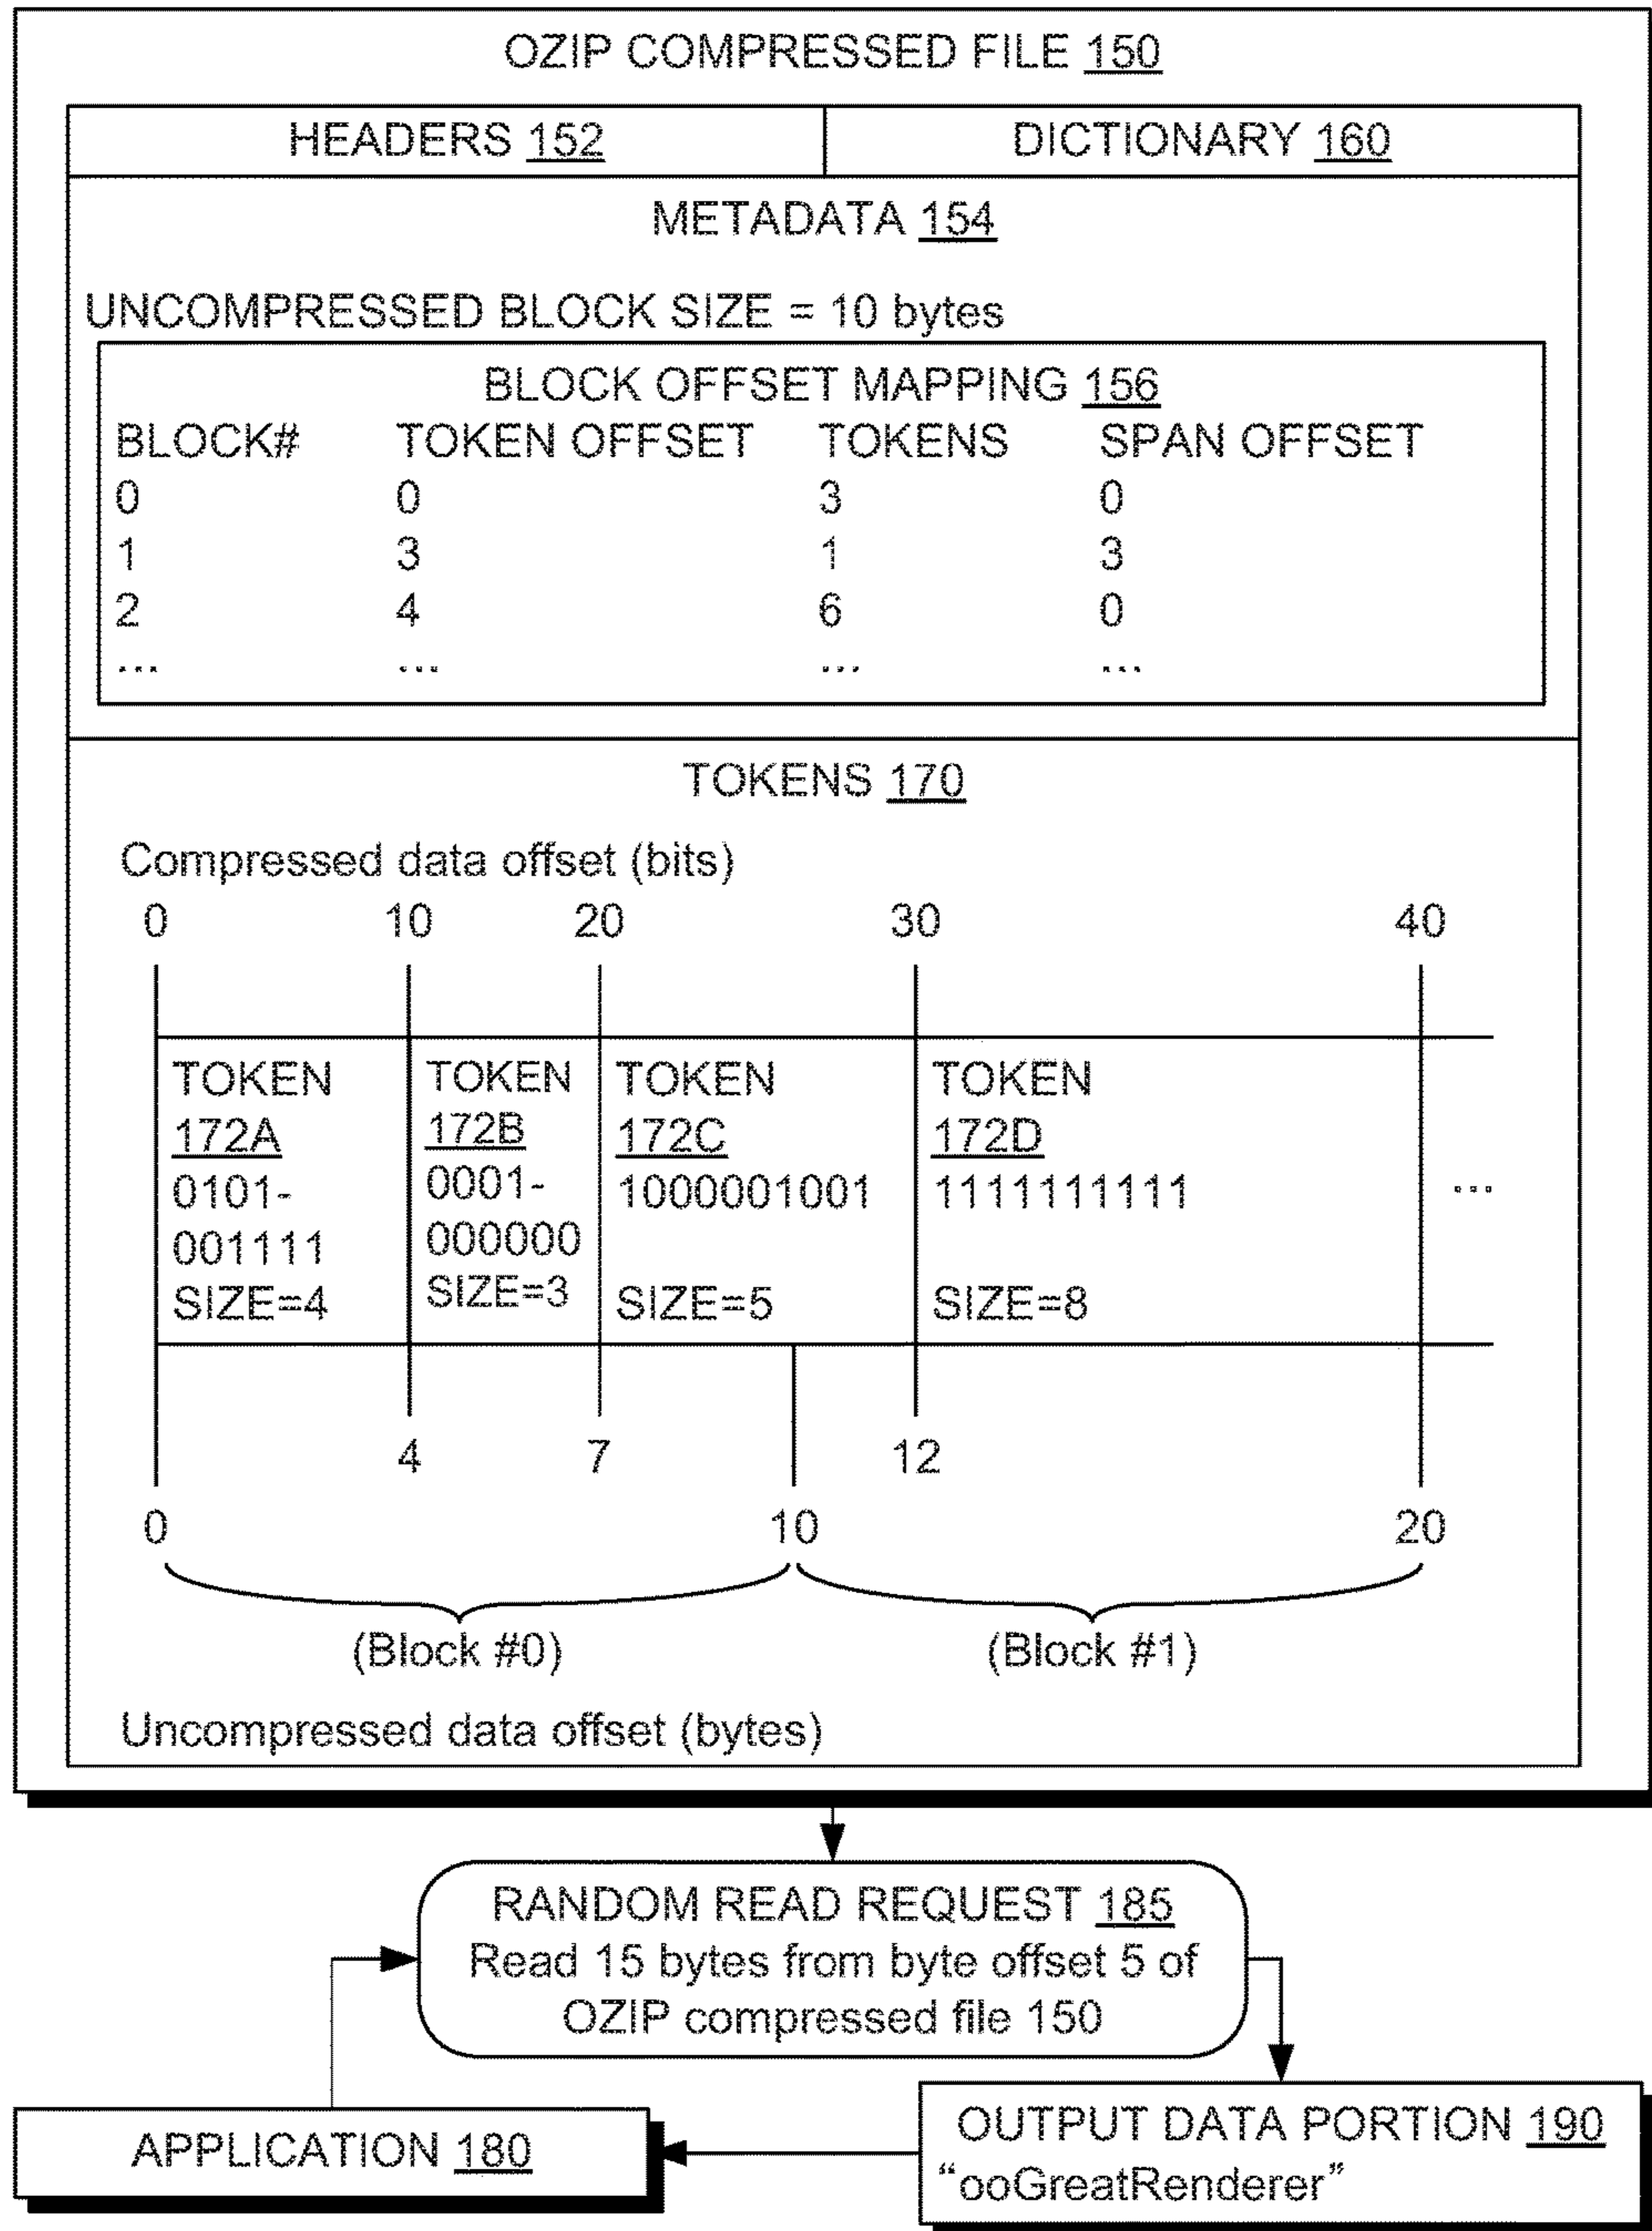 OZIP COMPRESSED FILE 150
HEADERS 152 DICTIONARY 160
METADATA 154
UNCOMPRESSED BLOCK SIZE = 10 bytes
BLOCK OFFSET MAPPING 156
BLOCK# TOKEN OFFSET TOKENS SPAN OFFSET
0 0 3 0
1 3 1 3
2 4 6 0
... ... ... ...
TOKENS 170
Compressed data offset (bits)
0 10 20 30 40
TOKEN TOKEN TOKEN TOKEN
172A 172B 172C 172D
0101- 0001- 1000001001 1111111111 ...
001111 000000
SIZE=4 SIZE=3 SIZE=5 SIZE=8
4 7 12
0 10 20
(Block #0) (Block #1)
Uncompressed data offset (bytes)
RANDOM READ REQUEST 185
Read 15 bytes from byte offset 5 of
OZIP compressed file 150
APPLICATION 180
OUTPUT DATA PORTION 190
“ooGreatRenderer”